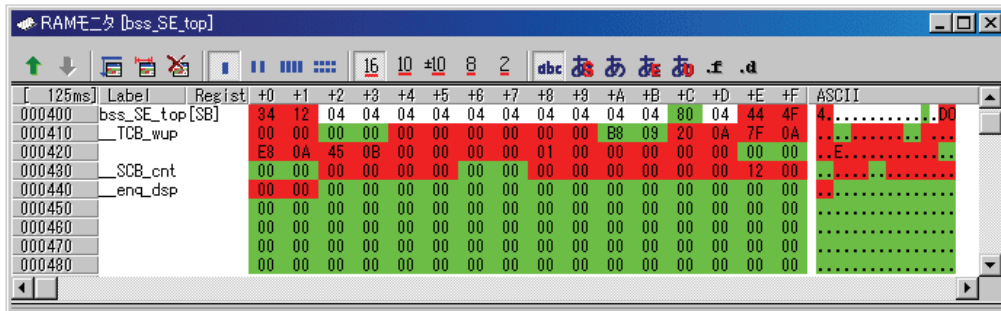 RAMモニタ [bss_SE_top]
16 10 ±10 8 2 abc あS あ あE あD .f .d
[ 125ms] Label Regist +0 +1 +2 +3 +4 +5 +6 +7 +8 +9 +A +B +C +D +E +F ASCII
000400 bss_SE_top [SB] 34 12 04 04 04 04 04 04 04 04 04 04 80 04 44 4F 4.............DO
000410 __TCB_wup 00 00 00 00 00 00 00 00 00 00 B8 09 20 0A 7F 0A ............ ...
000420 E8 0A 45 0B 00 00 00 00 01 00 00 00 00 00 00 00 ..E.............
000430 __SCB_cnt 00 00 00 00 00 00 00 00 00 00 00 00 00 00 12 00 ................
000440 __enq_dsp 00 00 00 00 00 00 00 00 00 00 00 00 00 00 00 00 ................
000450 00 00 00 00 00 00 00 00 00 00 00 00 00 00 00 00 ................
000460 00 00 00 00 00 00 00 00 00 00 00 00 00 00 00 00 ................
000470 00 00 00 00 00 00 00 00 00 00 00 00 00 00 00 00 ................
000480 00 00 00 00 00 00 00 00 00 00 00 00 00 00 00 00 ................